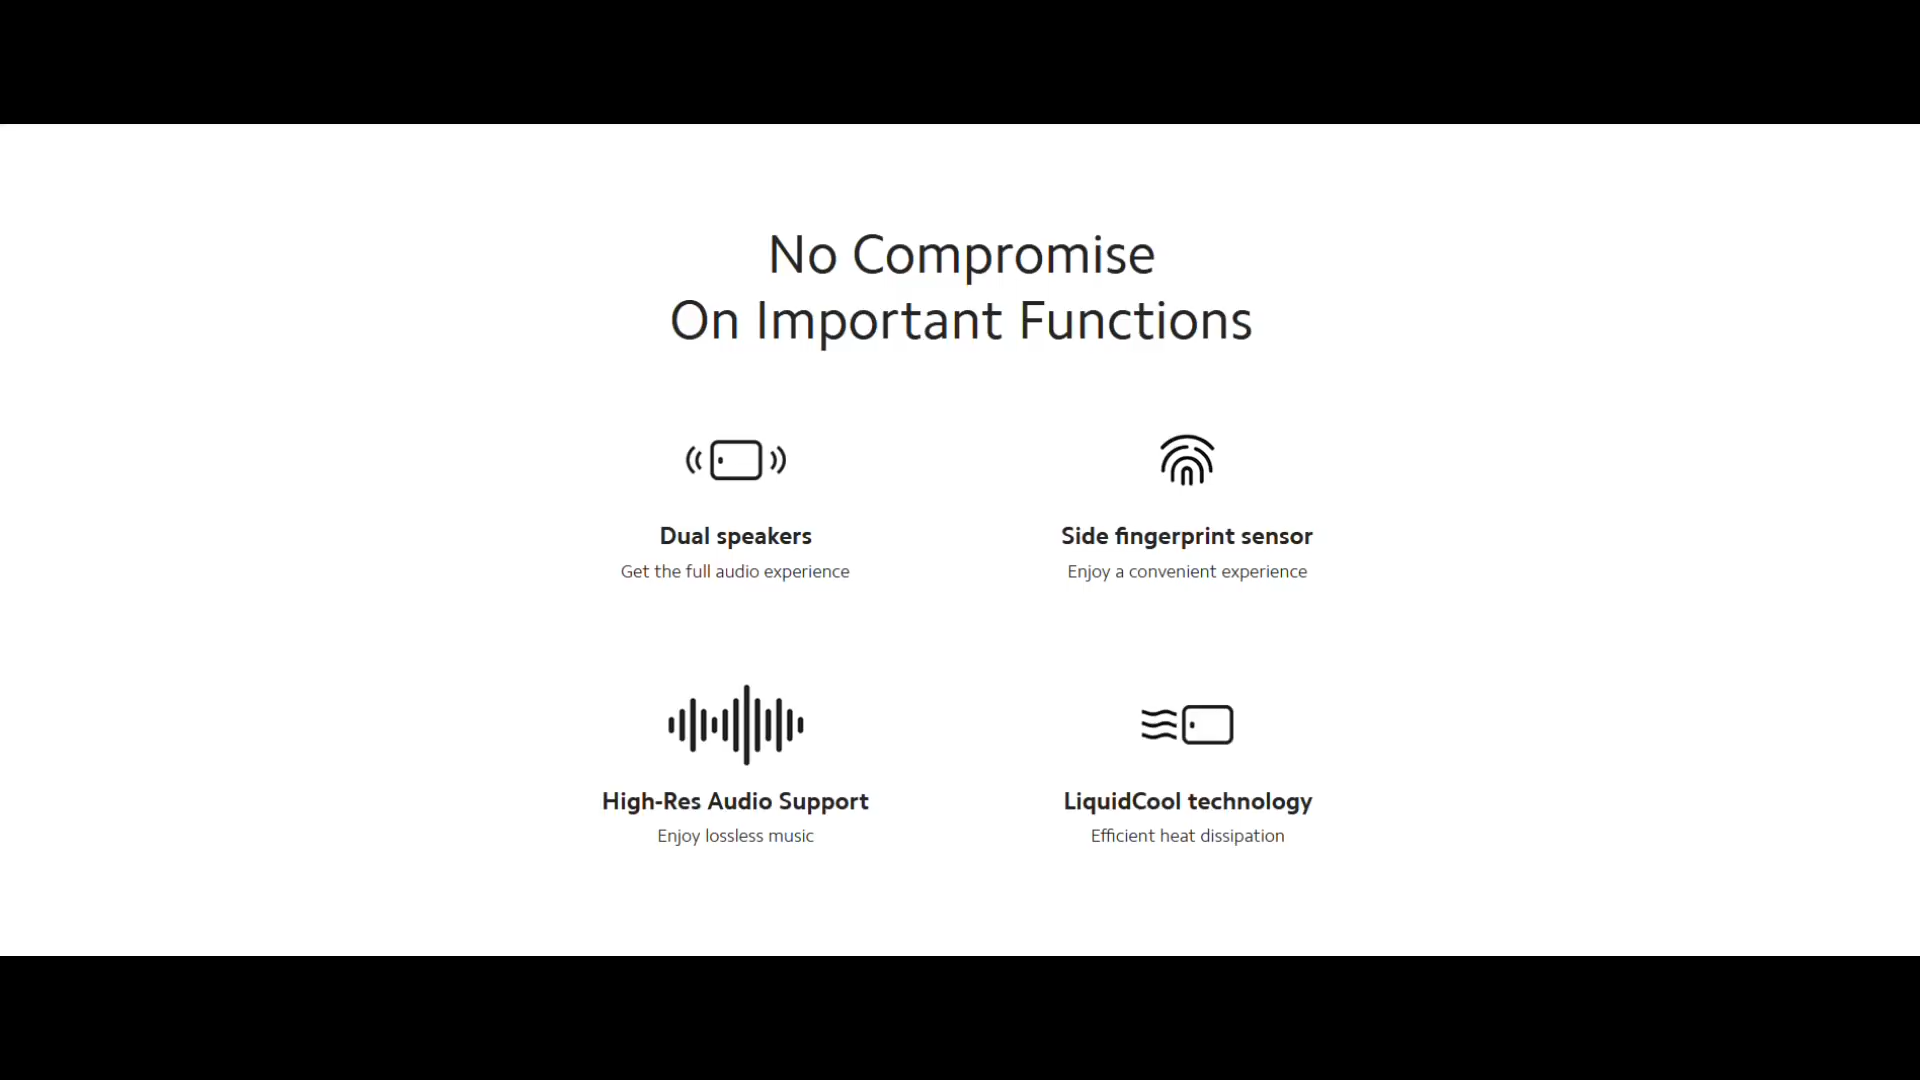 No Compromise
On Important Functions
Dual speakers
Get the full audio experience
Side fingerprint sensor
Enjoy a convenient experience
High-Res Audio Support
Enjoy lossless music
LiquidCool technology
Efficient heat dissipation